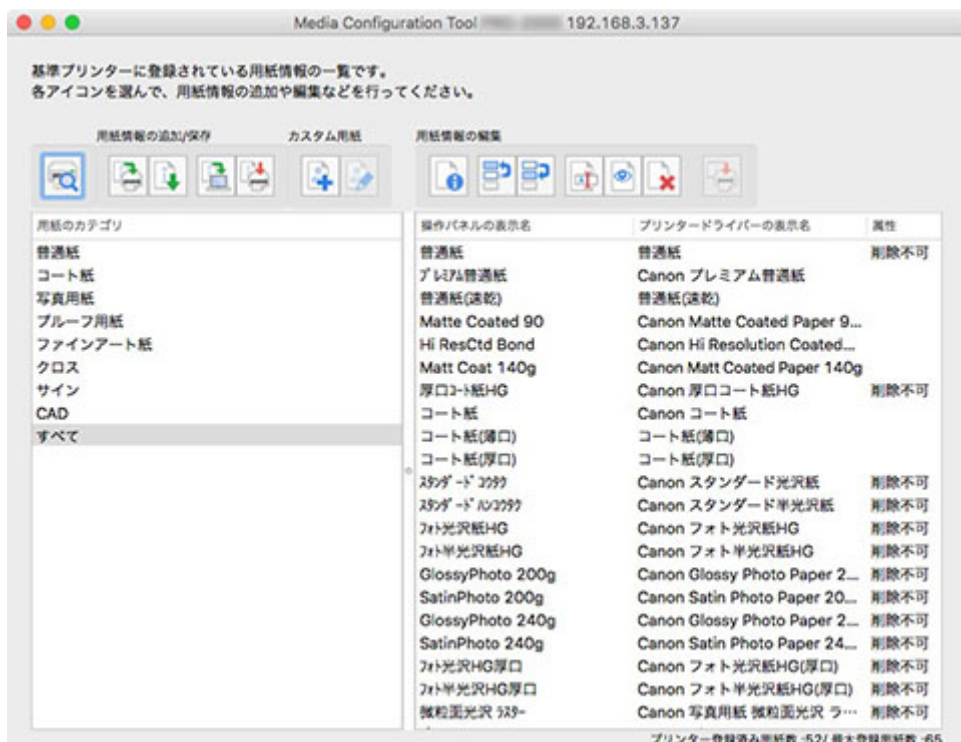 Media Configuration Tool 192.168.3.137
基準プリンターに登録されている用紙情報の一覧です。
各アイコンを選んで、用紙情報の追加や編集などを行ってください。
用紙情報の追加/保存 カスタム用紙 用紙情報の編集
用紙のカテゴリ
普通紙
コート紙
写真用紙
プルーフ用紙
ファインアート紙
クロス
サイン
CAD
すべて
操作パネルの表示名 プリンタードライバーの表示名 属性
普通紙 普通紙 削除不可
プレミアム普通紙 Canon プレミアム普通紙
普通紙(速乾) 普通紙(速乾)
Matte Coated 90 Canon Matte Coated Paper 9...
Hi ResCtd Bond Canon Hi Resolution Coated...
Matt Coat 140g Canon Matt Coated Paper 140g
厚口コート紙HG Canon 厚口コート紙HG 削除不可
コート紙 Canon コート紙
コート紙(薄口) コート紙(薄口)
コート紙(厚口) コート紙(厚口)
スタンダード コウタク Canon スタンダード光沢紙 削除不可
スタンダード ハンコウタク Canon スタンダード半光沢紙 削除不可
フォト光沢紙HG Canon フォト光沢紙HG 削除不可
フォト半光沢紙HG Canon フォト半光沢紙HG 削除不可
GlossyPhoto 200g Canon Glossy Photo Paper 2... 削除不可
SatinPhoto 200g Canon Satin Photo Paper 20... 削除不可
GlossyPhoto 240g Canon Glossy Photo Paper 2... 削除不可
SatinPhoto 240g Canon Satin Photo Paper 24... 削除不可
フォト光沢HG厚口 Canon フォト光沢紙HG(厚口) 削除不可
フォト半光沢HG厚口 Canon フォト半光沢紙HG(厚口) 削除不可
微粒面光沢 ラスター Canon 写真用紙 微粒面光沢 ラ… 削除不可
プリンター登録済み用紙数 :52/ 最大登録用紙数 :65